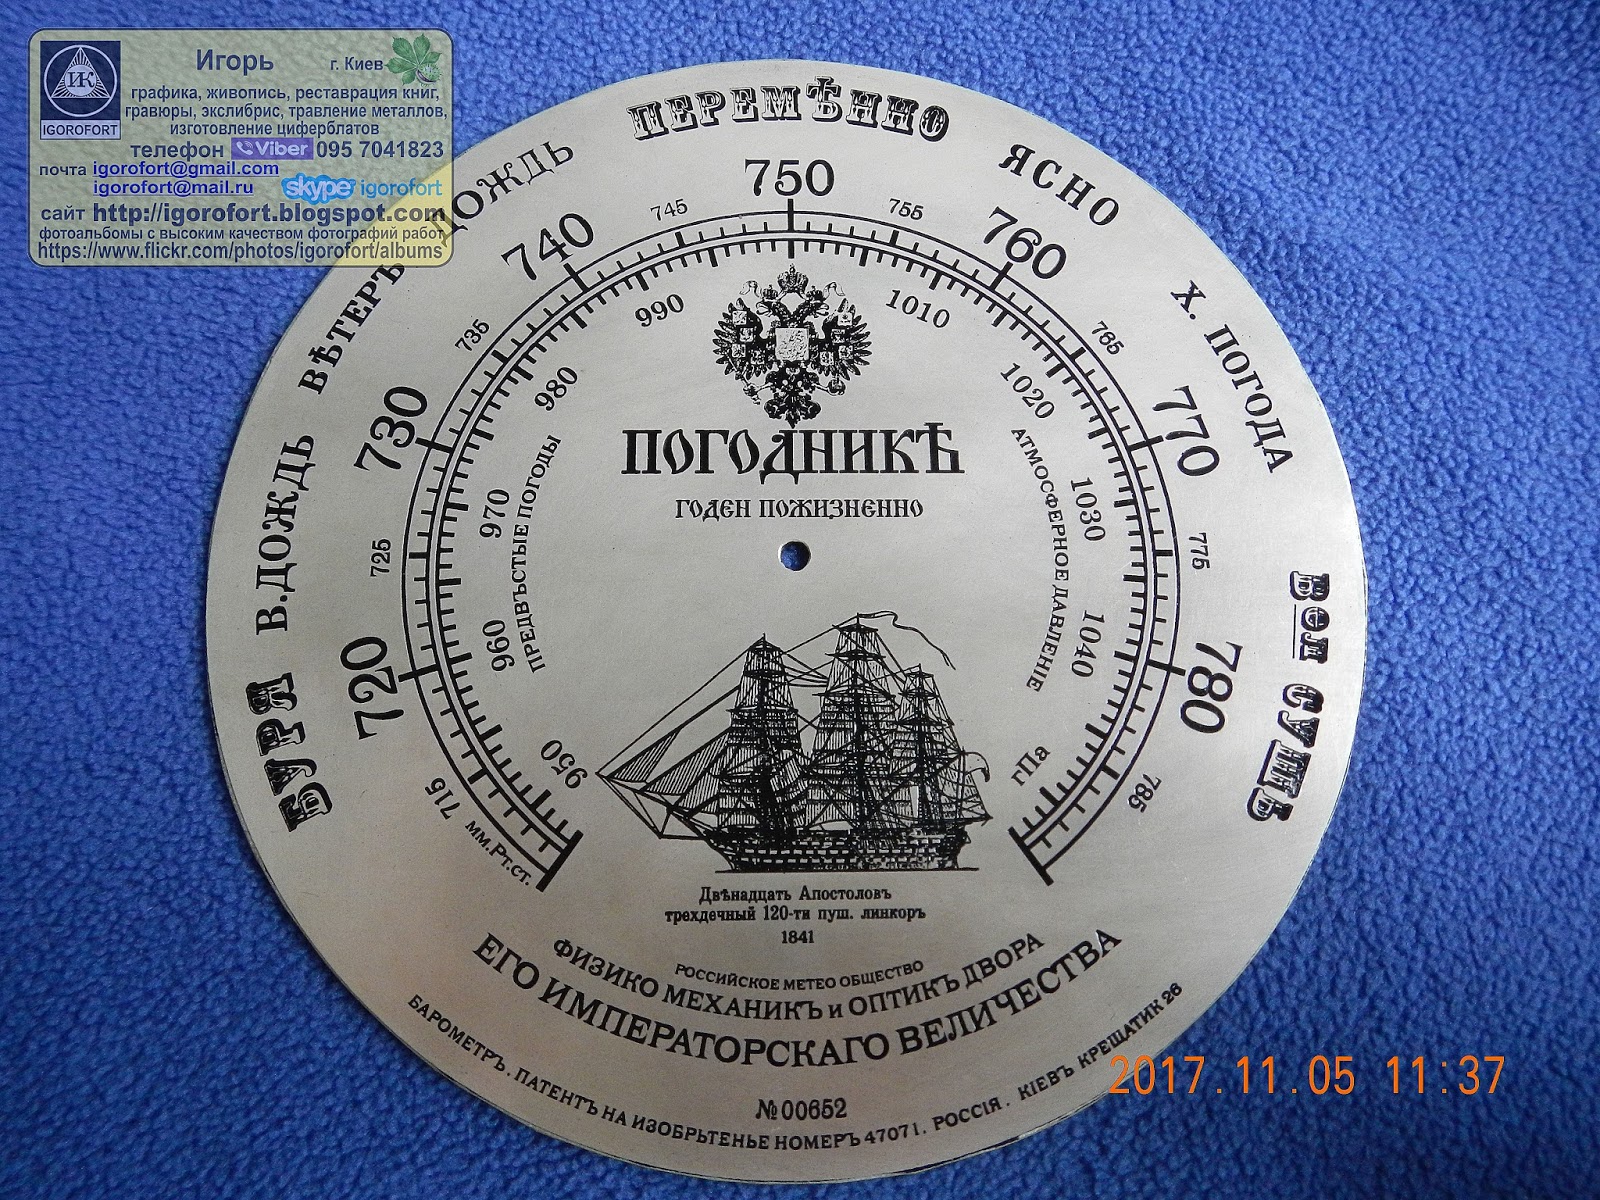 ИК
IGOROFORT
Игорь
г. Киев
графика, живопись, реставрация книг,
гравюры, экслибрис, травление металлов,
изготовление циферблатов
телефон Viber 095 7041823
почта igorofort@gmail.com
igorofort@mail.ru skype igorofort
сайт http://igorofort.blogspot.com
фотоальбомы с высоким качеством фотографий работ
https://www.flickr.com/photos/igorofort/albums
БУРЯ В.ДОЖДЬ ВѢТЕРЪ ДОЖДЬ ПЕРЕМѢННО ЯСНО Х. ПОГОДА ВЕЛ СУШЬ
715 720 725 730 735 740 745 750 755 760 765 770 775 780 785
мм.Рт.ст.
950 960 970 980 990 1010 1020 1030 1040
гПа
ПРЕДВЪСТЫЕ ПОГОДЫ
АТМОСФЕРНОЕ ДАВЛЕНІЕ
ПОГОДНИКЪ
ГОДЕН ПОЖИЗНЕННО
Двѣнадцать Апостоловъ
трехдечный 120-ти пуш. линкоръ
1841
РОССИЙСКОЕ МЕТЕО ОБЩЕСТВО
ФИЗИКО МЕХАНИКЪ и ОПТИКЪ ДВОРА
ЕГО ИМПЕРАТОРСКАГО ВЕЛИЧЕСТВА
№00652
БАРОМЕТРЪ. ПАТЕНТЪ НА ИЗОБРЬТЕНЬЕ НОМЕРЪ 47071. РОССІЯ. КІЕВЪ КРЕЩАТИК 26
2017.11.05 11:37